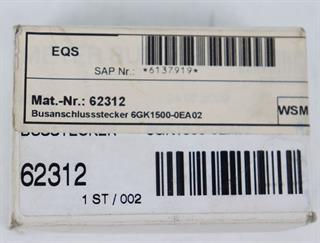 EQS
SAP Nr.: *6137919*
Mat.-Nr.: 62312
Busanschlussstecker 6GK1500-0EA02
WSM
BUSSTECKER
62312
1 ST / 002